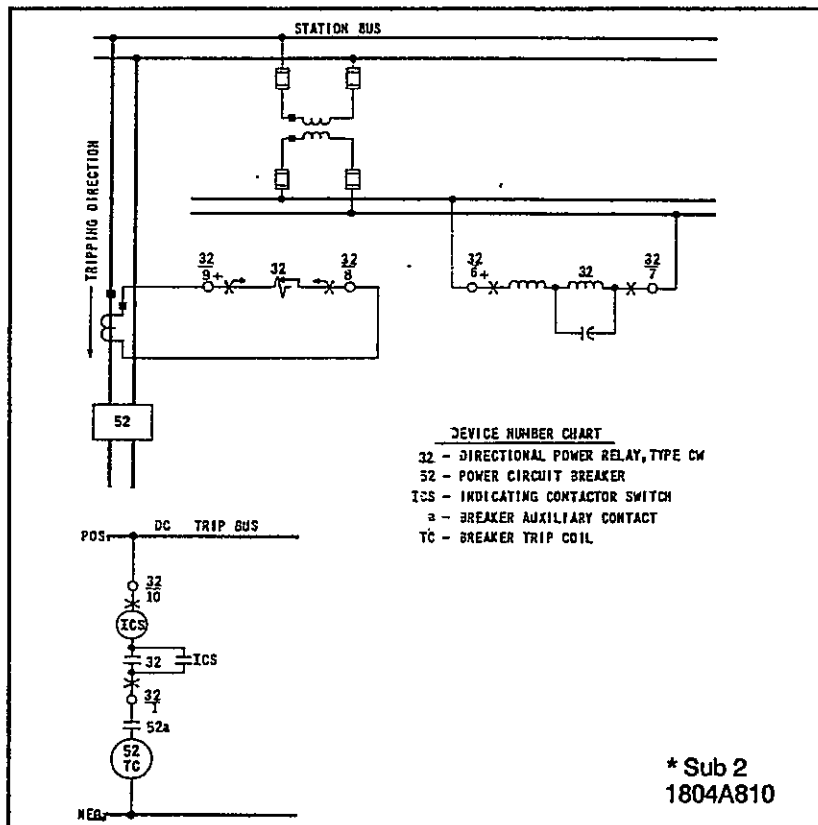 STATION BUS
TRIPPING DIRECTION
32
9+
32
32
8
32
6+
32
32
7
52
DEVICE NUMBER CHART
32 - DIRECTIONAL POWER RELAY, TYPE CW
52 - POWER CIRCUIT BREAKER
ICS - INDICATING CONTACTOR SWITCH
a - BREAKER AUXILIARY CONTACT
TC - BREAKER TRIP COIL
POS. DC TRIP BUS
32
10
ICS
32 ICS
32
1
52a
52
TC
NEG.
* Sub 2
1804A810